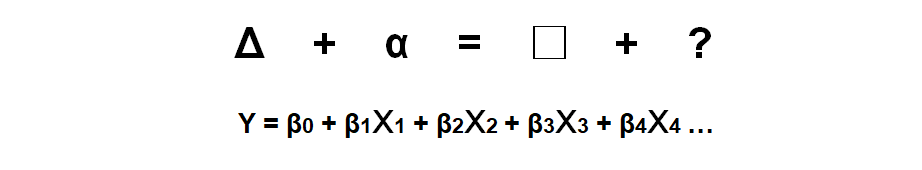 Δ + α = □ + ?
Y = β0 + β1X1 + β2X2 + β3X3 + β4X4 ...